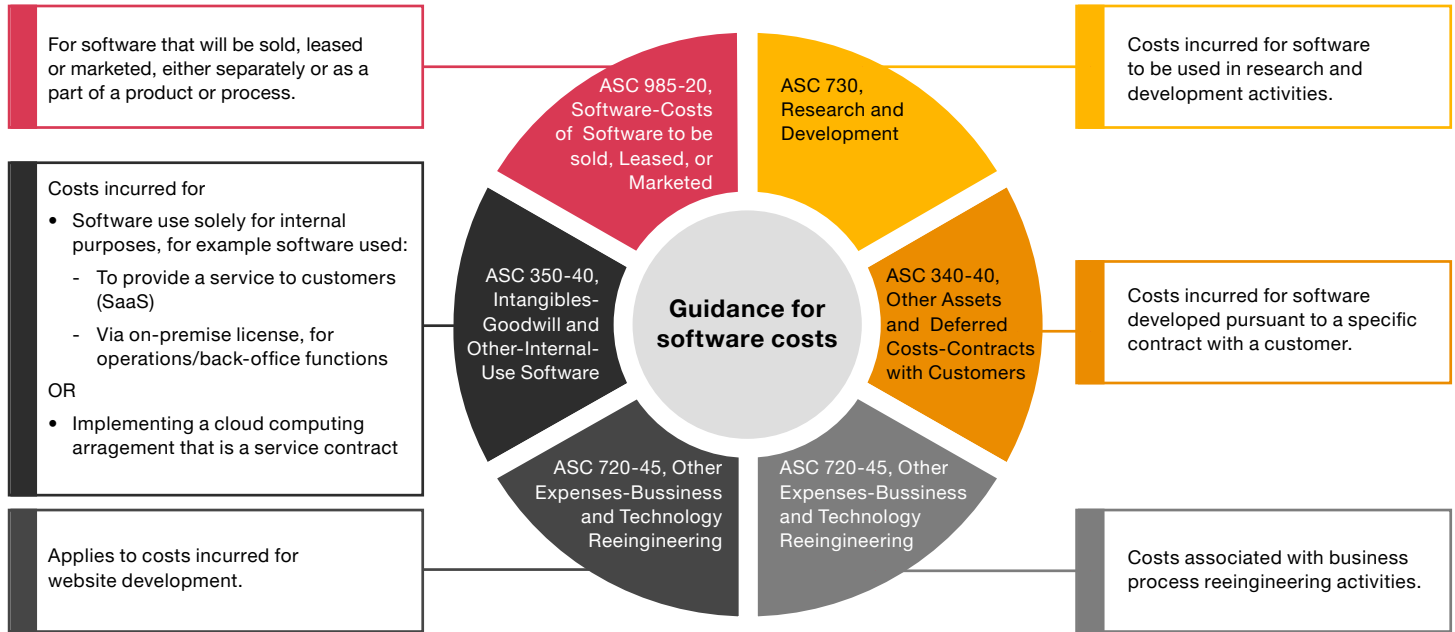 For software that will be sold, leased
or marketed, either separately or as a
part of a product or process.
Costs incurred for
• Software use solely for internal
purposes, for example software used:
- To provide a service to customers
(SaaS)
- Via on-premise license, for
operations/back-office functions
OR
• Implementing a cloud computing
arragement that is a service contract
Applies to costs incurred for
website development.
ASC 985-20,
Software-Costs
of Software to be
sold, Leased, or
Marketed
ASC 730,
Research and
Development
ASC 350-40,
Intangibles-
Goodwill and
Other-Internal-
Use Software
Guidance for
software costs
ASC 340-40,
Other Assets
and Deferred
Costs-Contracts
with Customers
ASC 720-45, Other
Expenses-Bussiness
and Technology
Reeingineering
ASC 720-45, Other
Expenses-Bussiness
and Technology
Reeingineering
Costs incurred for software
to be used in research and
development activities.
Costs incurred for software
developed pursuant to a specific
contract with a customer.
Costs associated with business
process reeingineering activities.